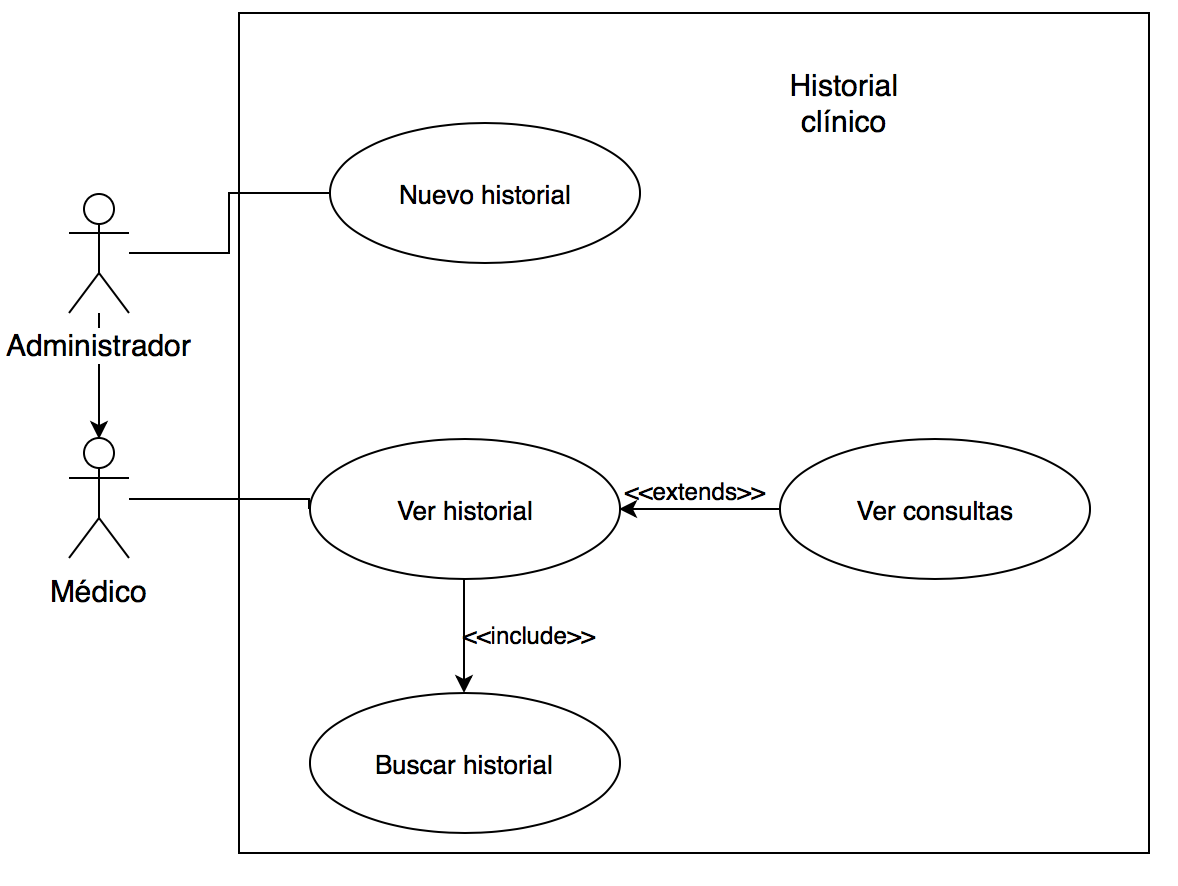 Historial
clínico
Nuevo historial
Administrador
Ver historial
<<extends>>
Ver consultas
Médico
<<include>>
Buscar historial